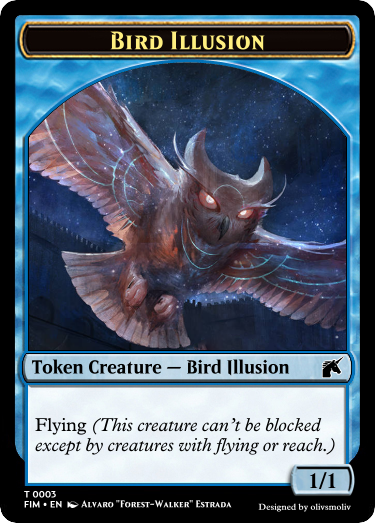 BIRD ILLUSION
Token Creature — Bird Illusion
Flying (This creature can't be blocked
except by creatures with flying or reach.)
1/1
T 0003
FIM • EN ALVARO "FOREST-WALKER" ESTRADA
Designed by olivsmoliv